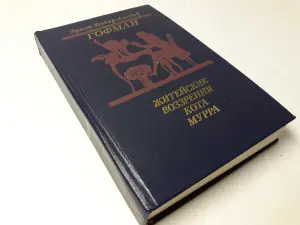 Эрнст Теодор Амадей
ГОФМАН
ЖИТЕЙСКИЕ
ВОЗЗРЕНИЯ
КОТА
МУРРА